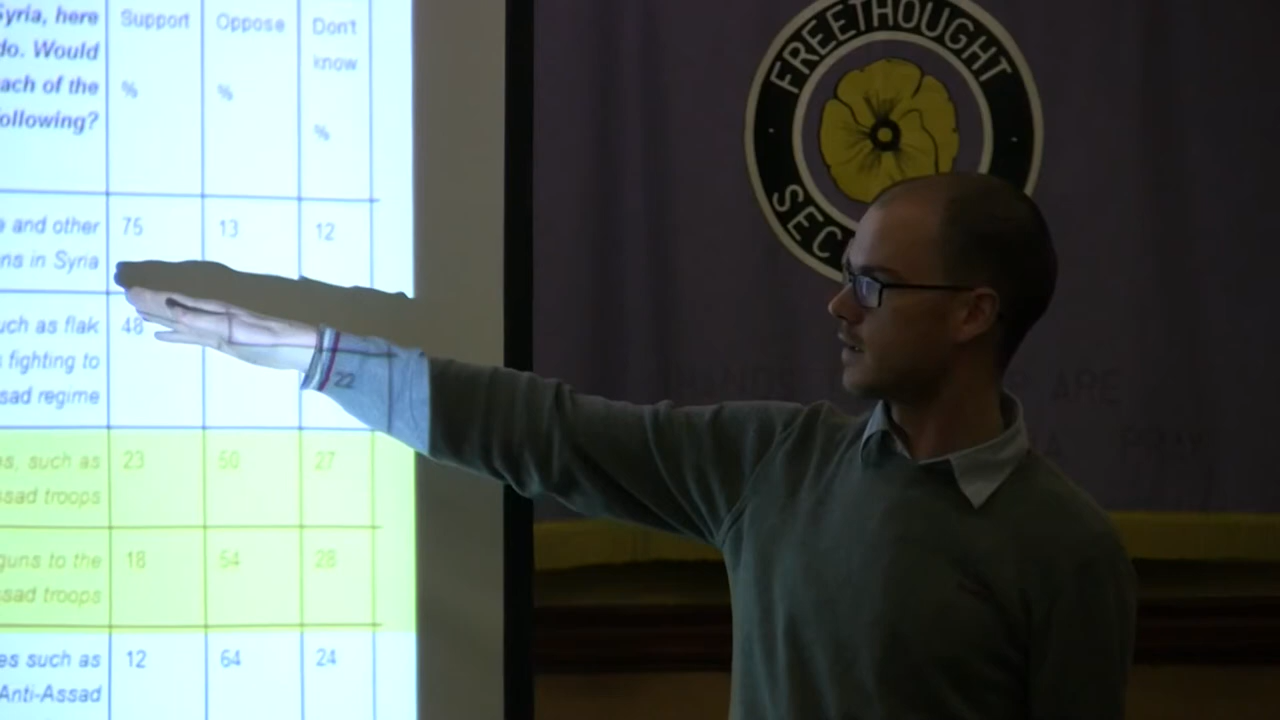 Syria, here Support Oppose Don't
do. Would know
ach of the % %
ollowing? %
and other 75 13 12
ns in Syria
uch as flak 48
fighting to
sad regime 22
s, such as 23 50 27
ssad troops
guns to the 18 54 28
ssad troops
es such as 12 64 24
Anti-Assad
FREETHOUGHT
SEC
ARE